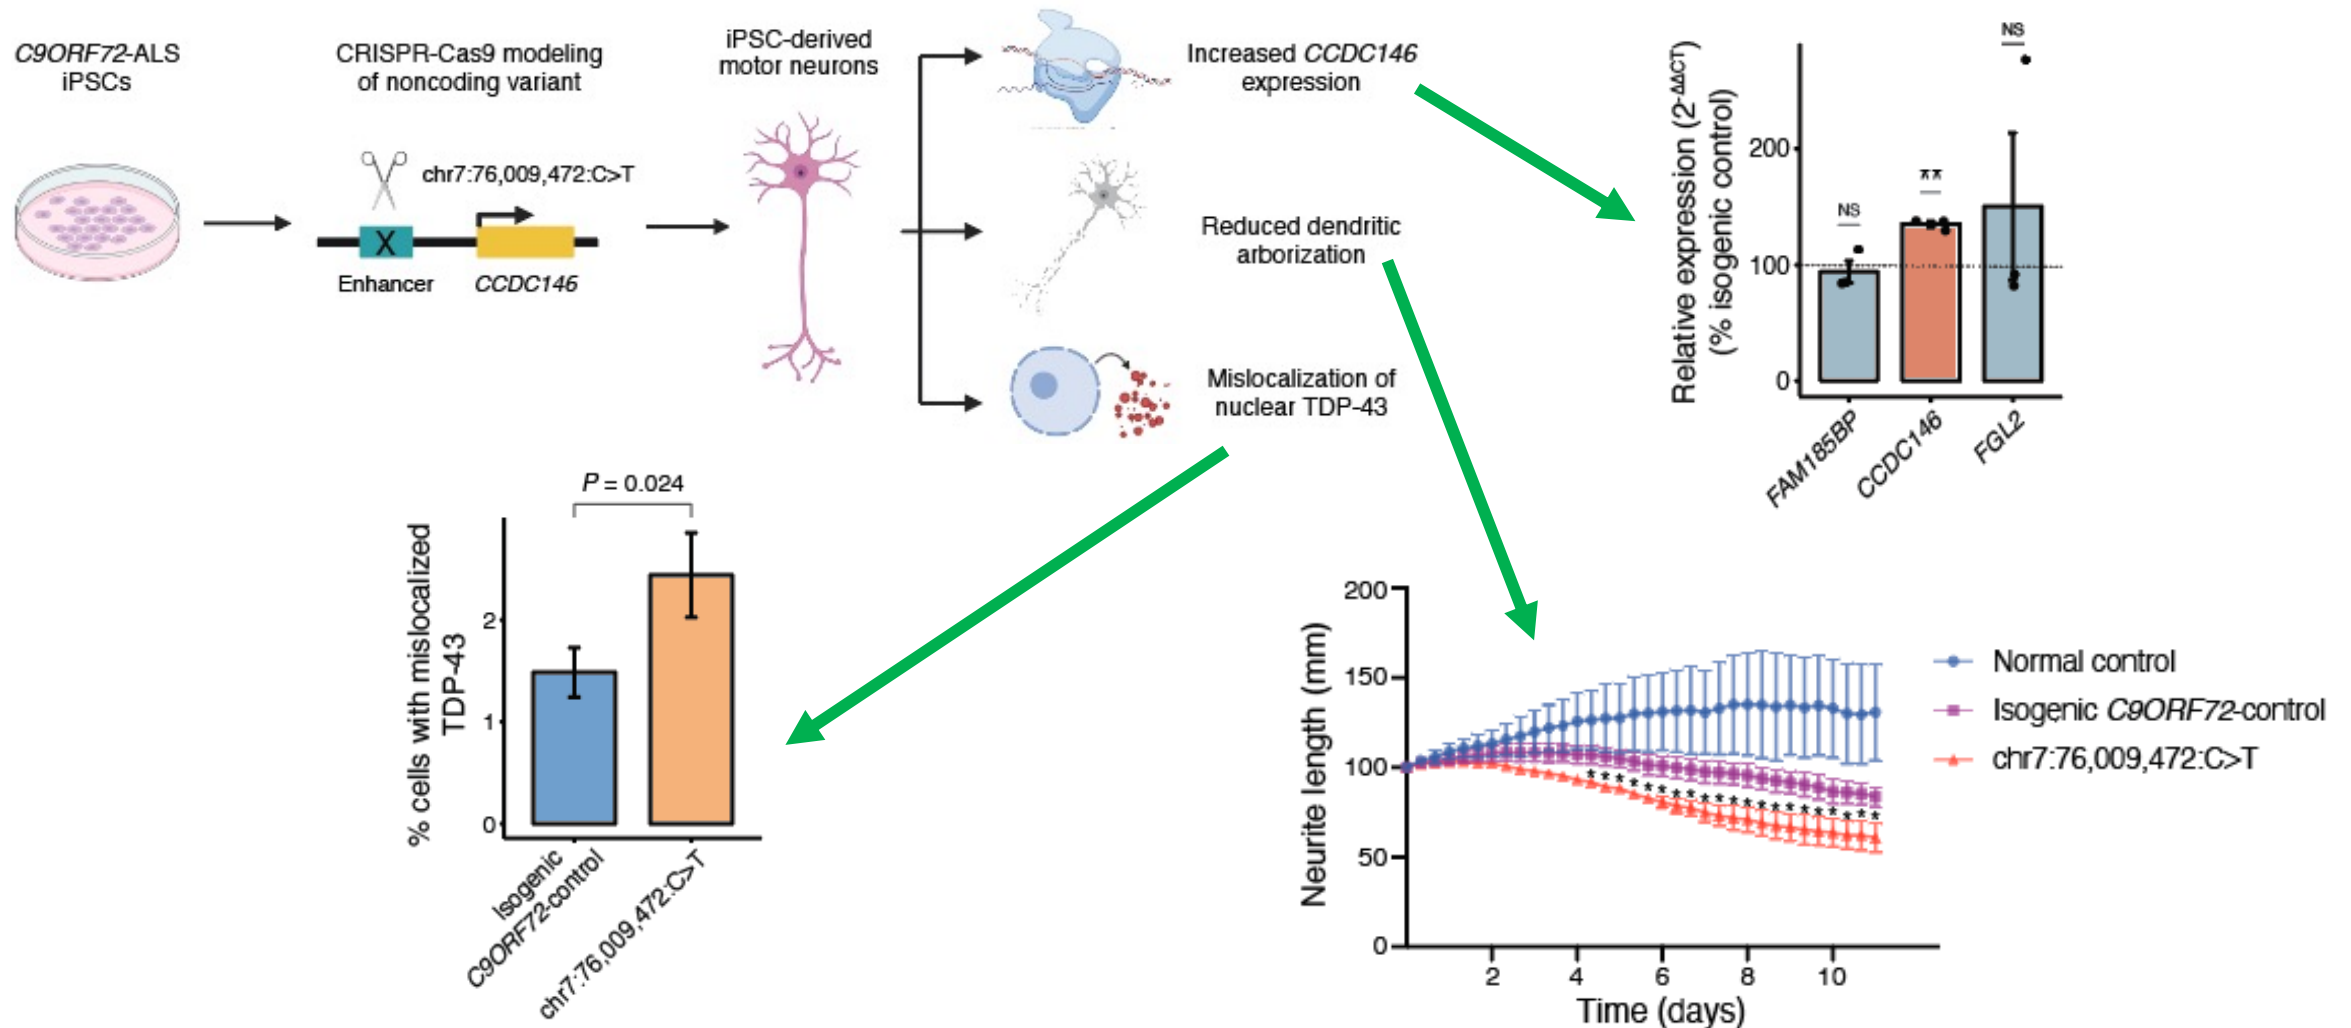 C9ORF72-ALS
iPSCs
CRISPR-Cas9 modeling
of noncoding variant
chr7:76,009,472:C>T
X
Enhancer
CCDC146
iPSC-derived
motor neurons
Increased CCDC146
expression
Reduced dendritic
arborization
Mislocalization of
nuclear TDP-43
Relative expression (2-ΔΔCT)
(% isogenic control)
200
100
0
NS
**
NS
FAM185BP
CCDC146
FGL2
P = 0.024
% cells with mislocalized
TDP-43
2
1
0
Isogenic
C9ORF72-control
chr7:76,009,472:C>T
Neurite length (mm)
200
150
100
50
0
* * * * * * * * * * * * * * * * * * * * *
2
4
6
8
10
Time (days)
Normal control
Isogenic C9ORF72-control
chr7:76,009,472:C>T